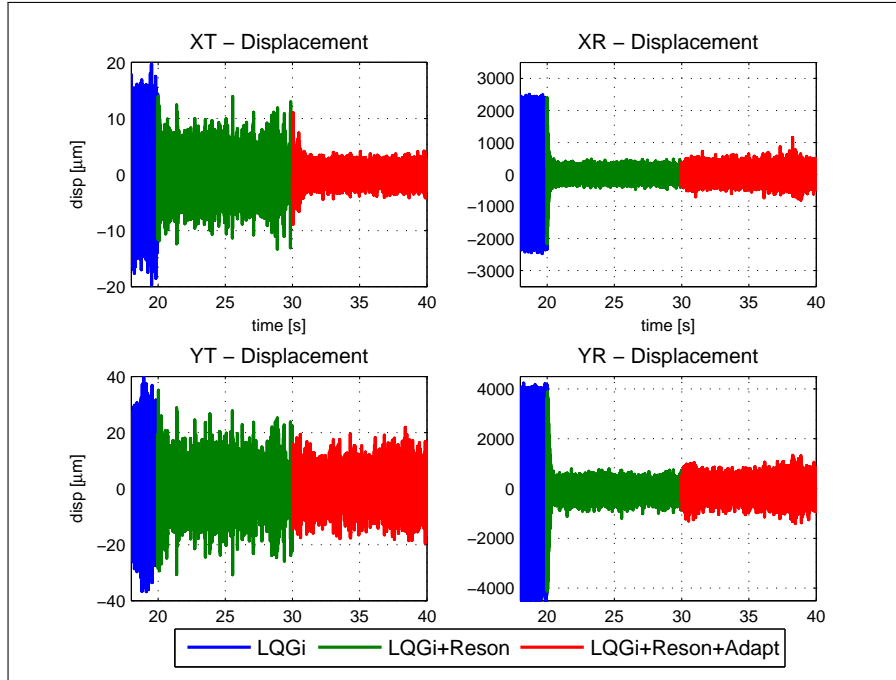 XT − Displacement
20
10
0
−10
−20
disp [µm]
20 25 30 35 40
time [s]
XR − Displacement
3000
2000
1000
0
−1000
−2000
−3000
20 25 30 35 40
time [s]
YT − Displacement
40
20
0
−20
−40
disp [µm]
20 25 30 35 40
YR − Displacement
4000
2000
0
−2000
−4000
20 25 30 35 40
LQGi LQGi+Reson LQGi+Reson+Adapt